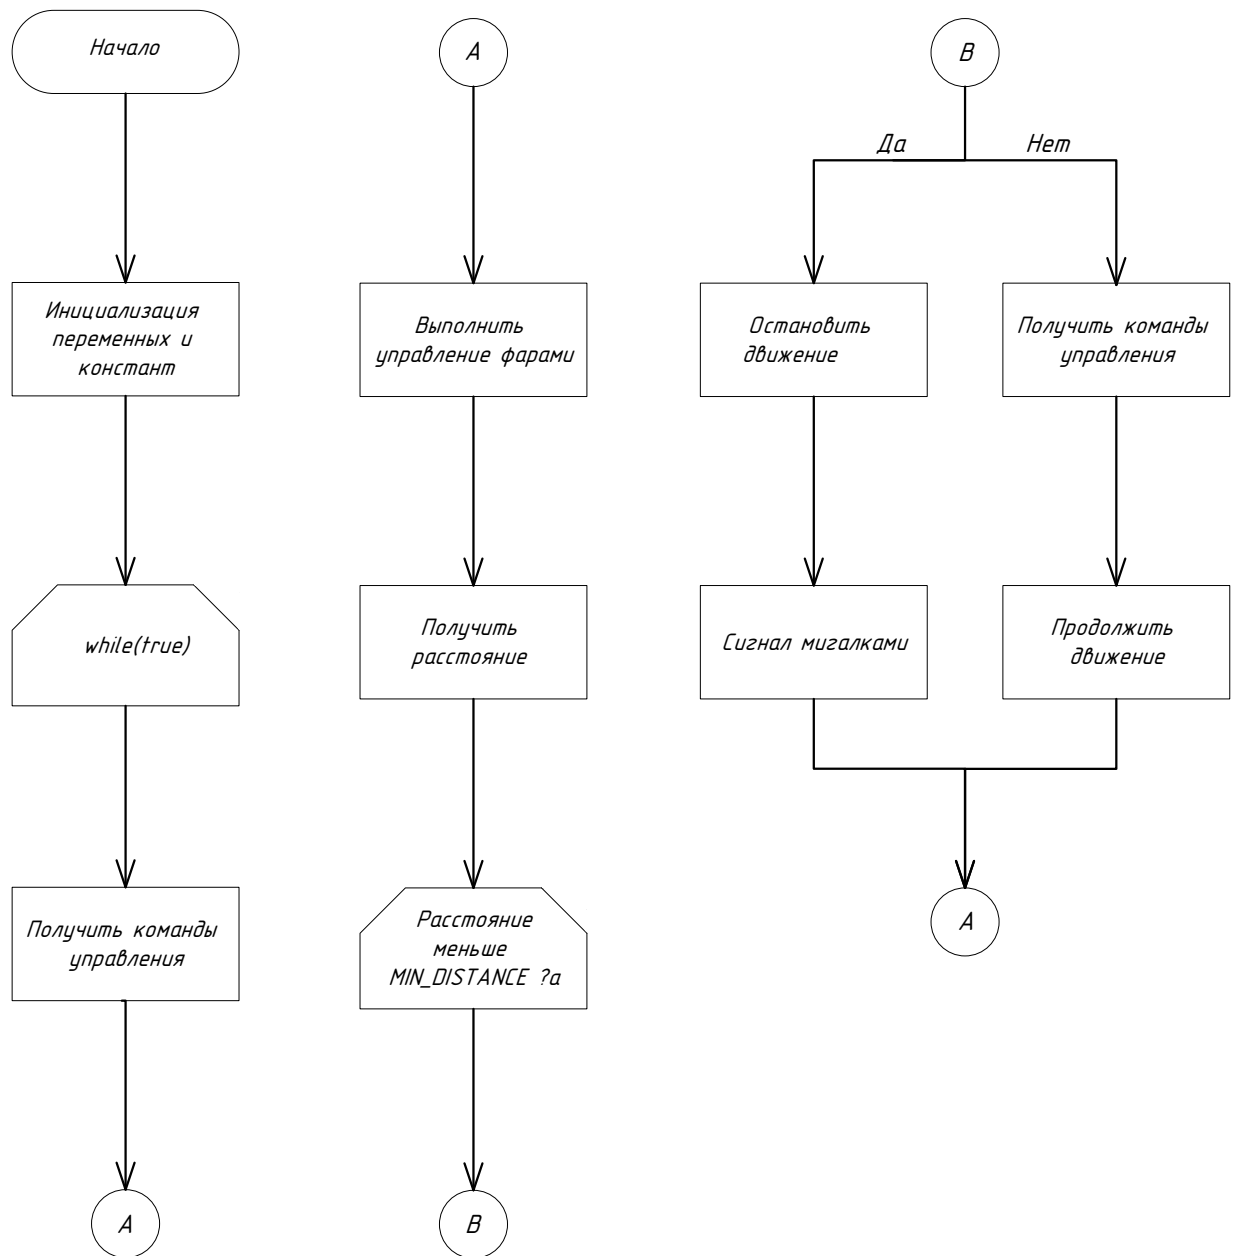 Начало
Инициализация
переменных и
констант
while(true)
Получить команды
управления
A
A
Выполнить
управление фарами
Получить
расстояние
Расстояние
меньше
MIN_DISTANCE ?a
B
B
Да
Нет
Остановить
движение
Сигнал мигалками
Получить команды
управления
Продолжить
движение
A